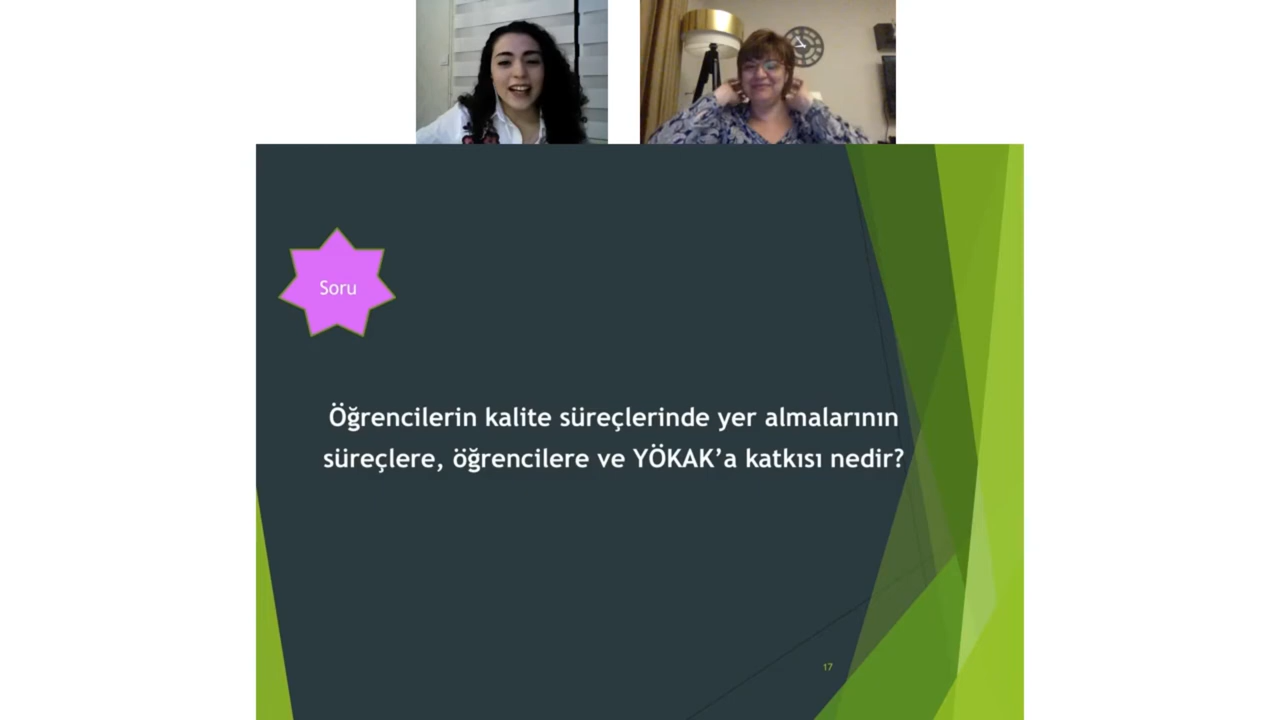 Soru
Öğrencilerin kalite süreçlerinde yer almalarının
süreçlere, öğrencilere ve YÖKAK’a katkısı nedir?
17